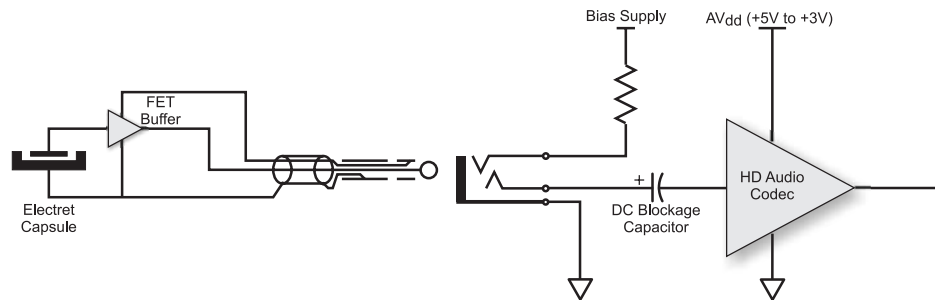 Bias Supply
AVdd (+5V to +3V)
FET
Buffer
Electret
Capsule
+
DC Blockage
Capacitor
HD Audio
Codec